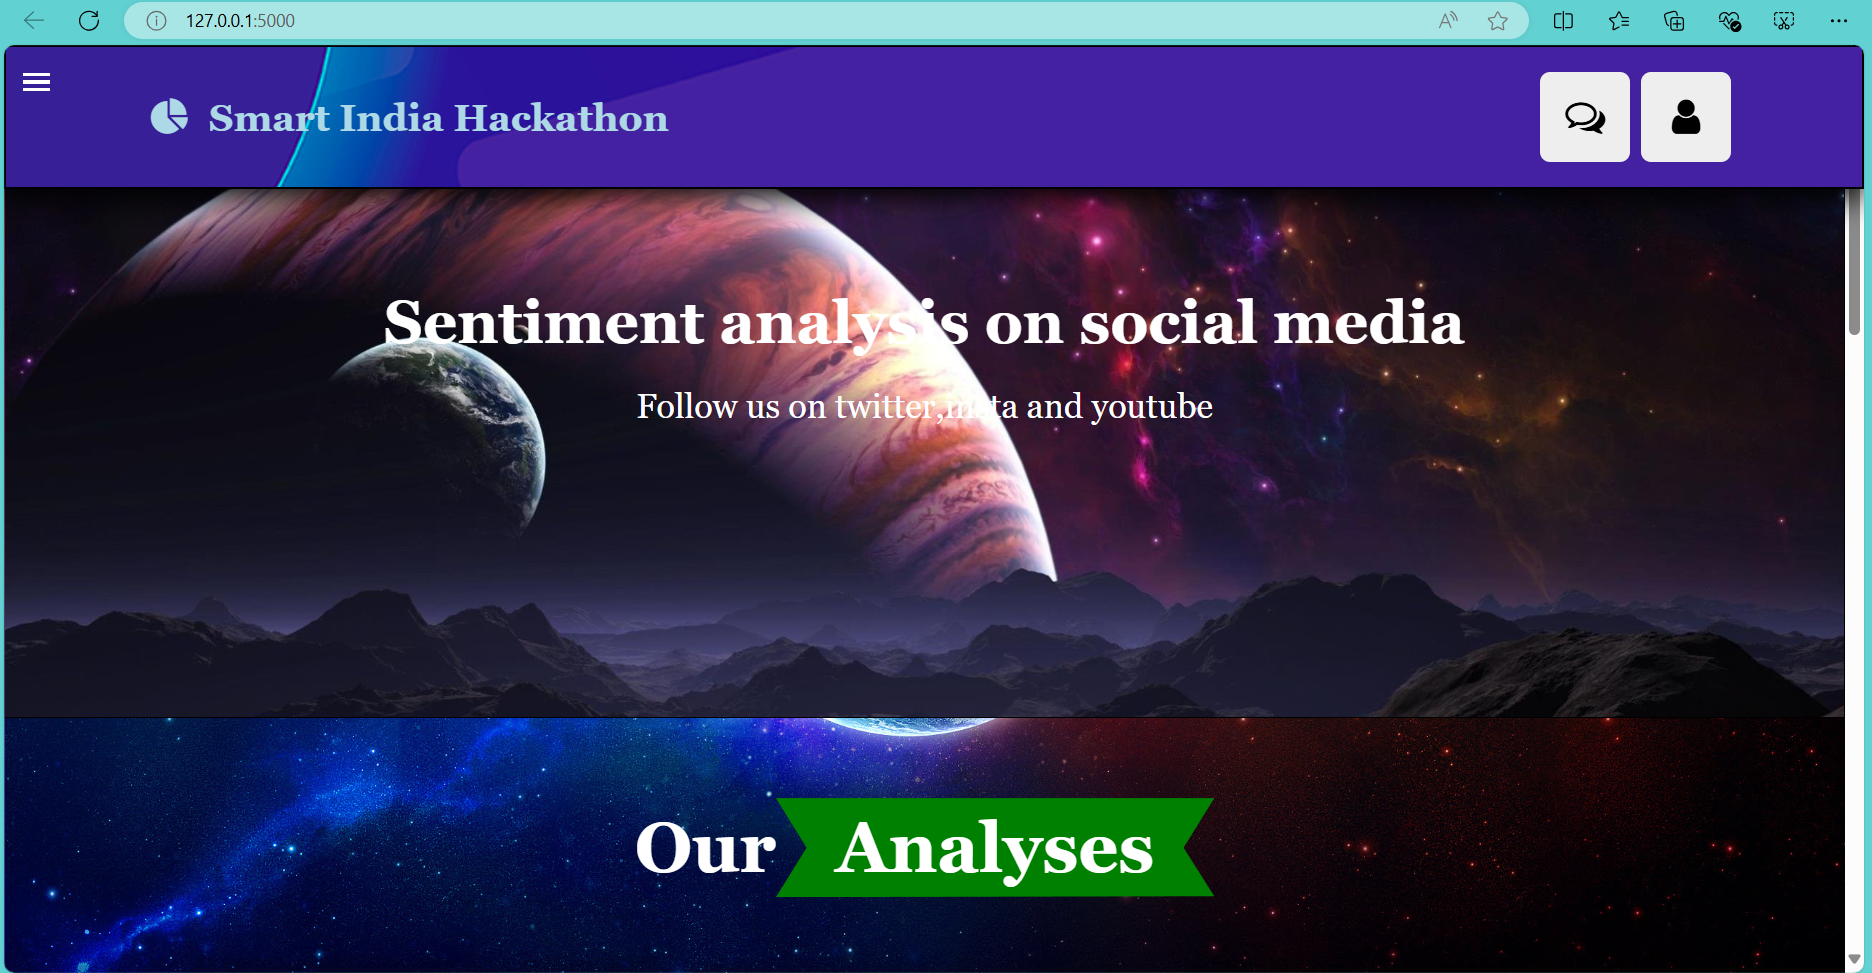 127.0.0.1:5000
Smart India Hackathon
Sentiment analysis on social media
Follow us on twitter,insta and youtube
Our Analyses